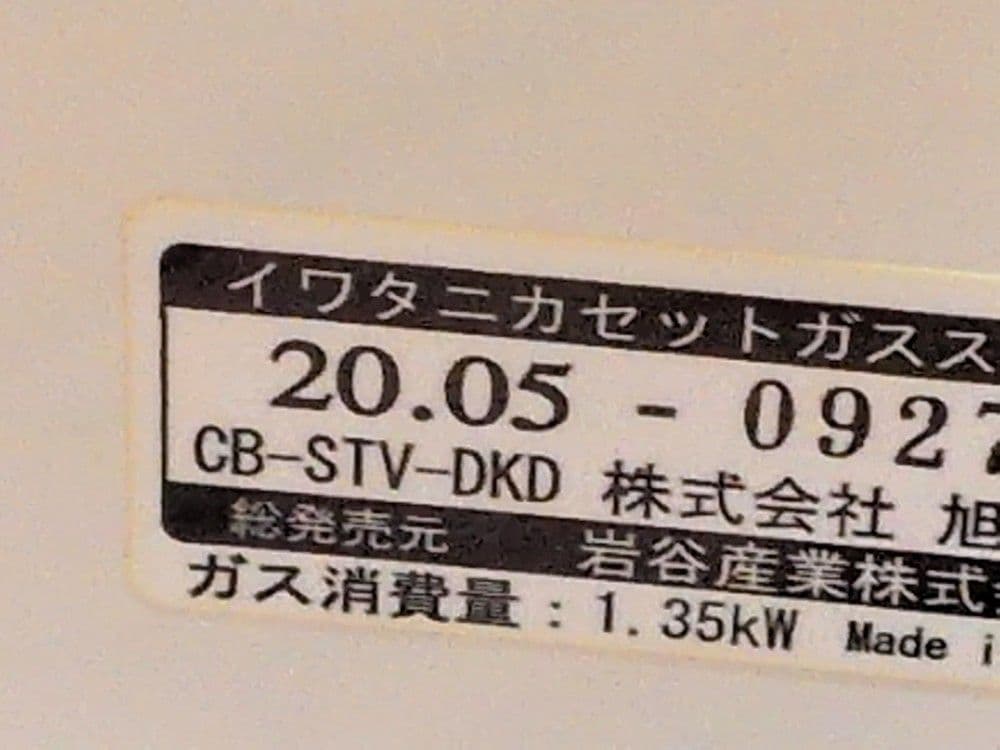 イワタニカセットガスス
20.05 - 0927
CB-STV-DKD 株式会社 旭
総発売元 岩谷産業株式
ガス消費量：1.35kW Made i